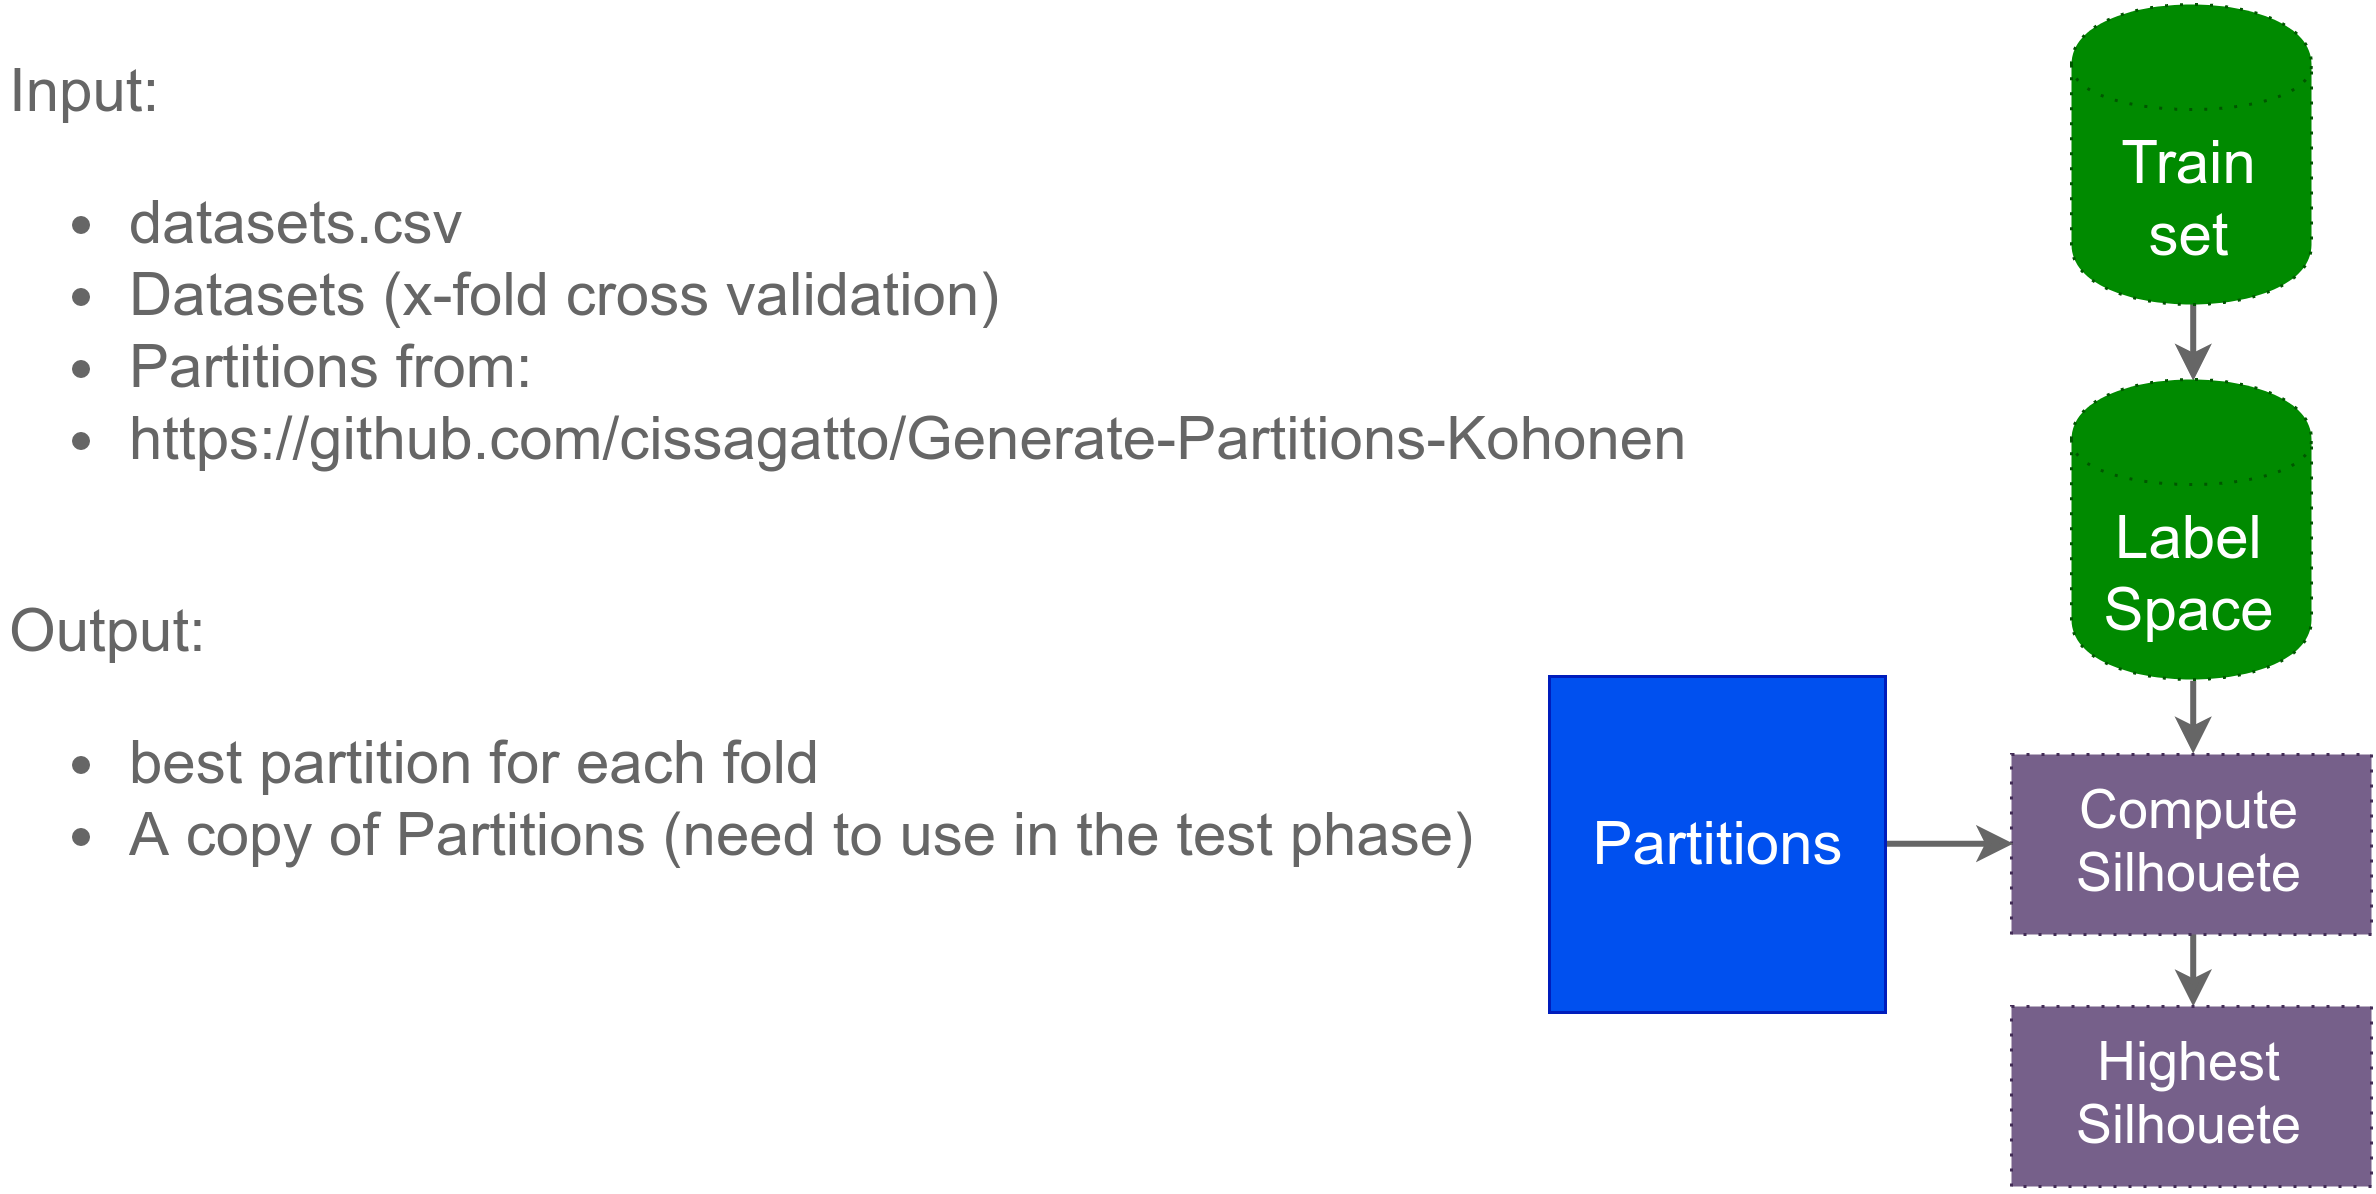 Input:
• datasets.csv
• Datasets (x-fold cross validation)
• Partitions from:
• https://github.com/cissagatto/Generate-Partitions-Kohonen
Output:
• best partition for each fold
• A copy of Partitions (need to use in the test phase)
Train
set
Label
Space
Partitions
Compute
Silhouete
Highest
Silhouete